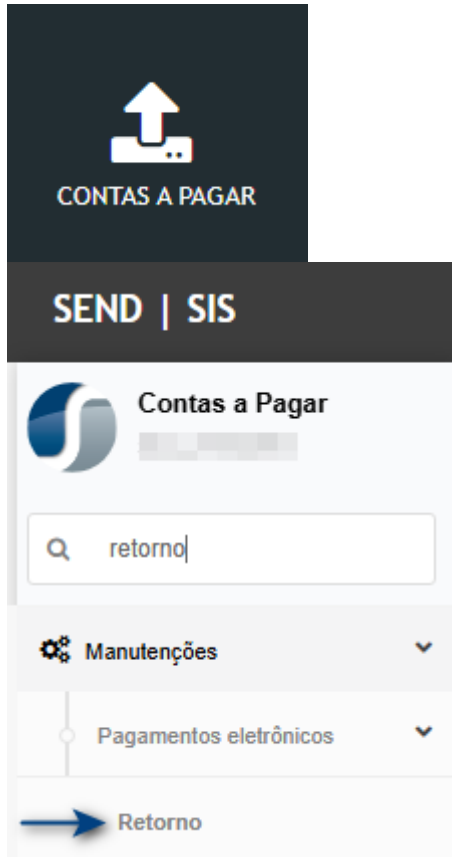 CONTAS A PAGAR
SEND | SIS
Contas a Pagar
retorno
Manutenções
Pagamentos eletrônicos
Retorno